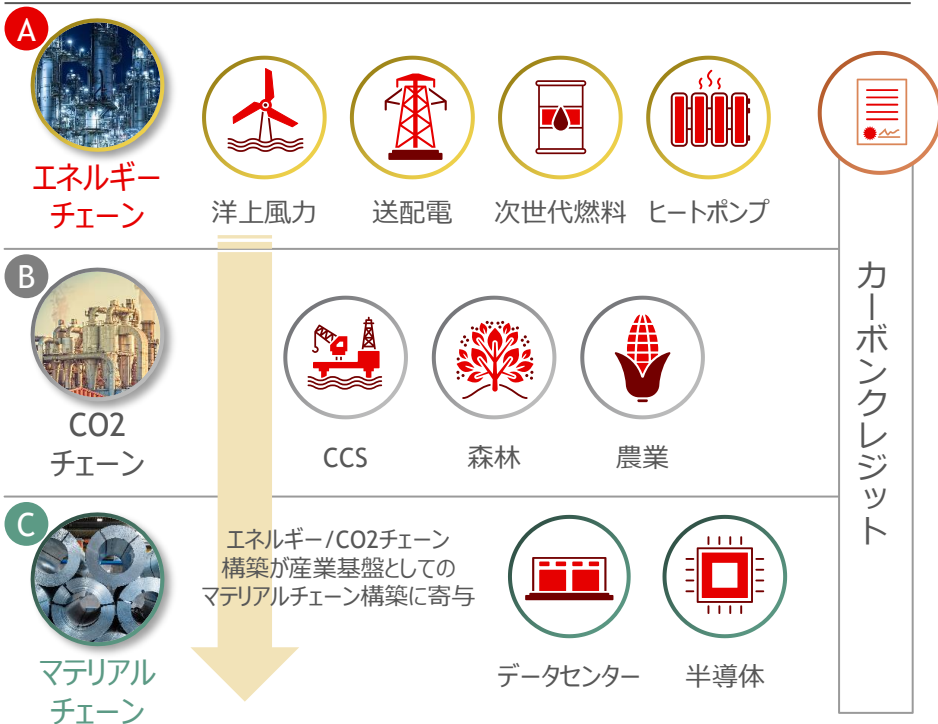 A
エネルギー
チェーン
洋上風力
送配電
次世代燃料
ヒートポンプ
B
CO2
チェーン
CCS
森林
農業
C
マテリアル
チェーン
エネルギー/CO2チェーン
構築が産業基盤としての
マテリアルチェーン構築に寄与
データセンター
半導体
カーボンクレジット